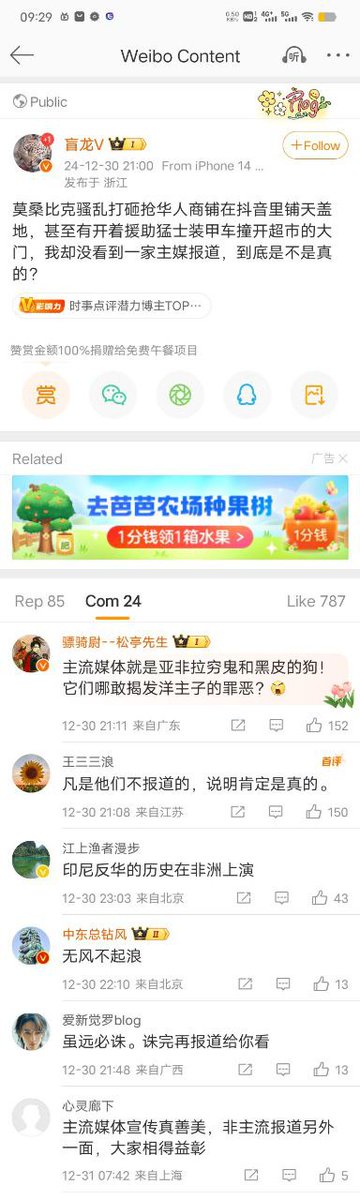 09:29
0.50 KB/S HD 4G+ 5G
Weibo Content
听
Public
Plog
盲龙V I
+1
24-12-30 21:00 From iPhone 14 ...
发布于 浙江
+Follow
莫桑比克骚乱打砸抢华人商铺在抖音里铺天盖
地，甚至有开着援助猛士装甲车撞开超市的大
门，我却没看到一家主媒报道，到底是不是真
的？
V影响力 时事点评潜力博主TOP···
赞赏金额100%捐赠给免费午餐项目
赏
Related
广告
去芭芭农场种果树
1分钱领1箱水果 >
肥
1分钱
Rep 85 Com 24 Like 787
骠骑尉--松亭先生 I
主流媒体就是亚非拉穷鬼和黑皮的狗！
它们哪敢揭发洋主子的罪恶？
12-30 21:11 来自广东 152
王三三浪
首评
凡是他们不报道的，说明肯定是真的。
12-30 21:08 来自江苏 150
江上渔者漫步
印尼反华的历史在非洲上演
12-30 23:03 来自北京 43
中东总钻风 II
无风不起浪
12-30 22:10 来自北京 13
爱新觉罗blog
虽远必诛。诛完再报道给你看
12-30 21:48 来自广西 13
心灵廊下
主流媒体宣传真善美，非主流报道另外
一面，大家相得益彰
12-31 07:42 来自上海 5